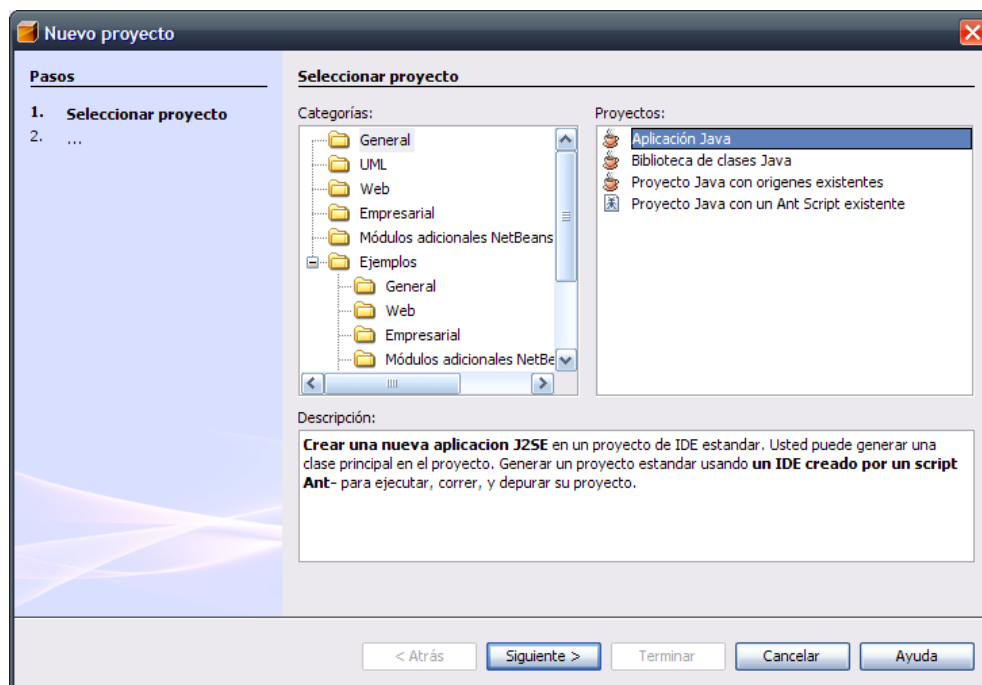 Nuevo proyecto
Pasos
1. Seleccionar proyecto
2. ...
Seleccionar proyecto
Categorías:
General
UML
Web
Empresarial
Módulos adicionales NetBeans
Ejemplos
General
Web
Empresarial
Módulos adicionales NetBe
Proyectos:
Aplicación Java
Biblioteca de clases Java
Proyecto Java con origenes existentes
Proyecto Java con un Ant Script existente
Descripción:
Crear una nueva aplicacion J2SE en un proyecto de IDE estandar. Usted puede generar una
clase principal en el proyecto. Generar un proyecto estandar usando un IDE creado por un script
Ant- para ejecutar, correr, y depurar su proyecto.
< Atrás
Siguiente >
Terminar
Cancelar
Ayuda